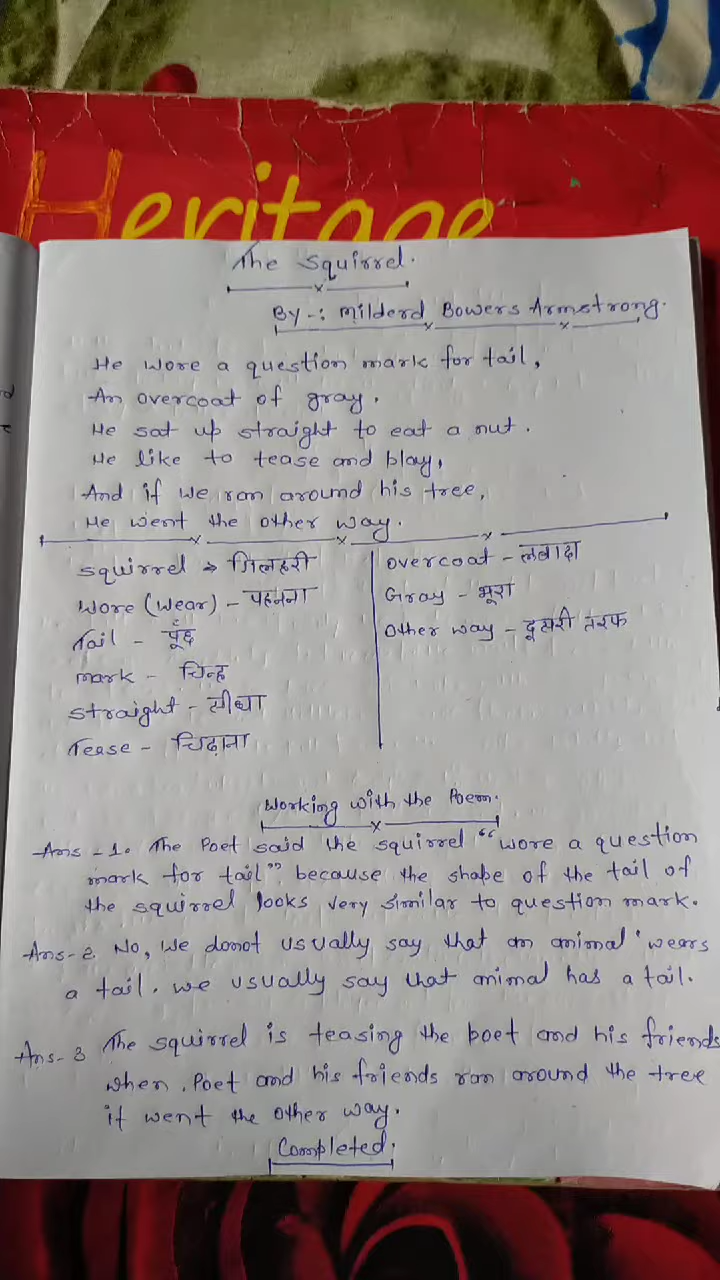 Heritage
The Squirrel.
By -: Milderd Bowers Armstrong.
He wore a question mark for tail,
An overcoat of gray.
He sat up straight to eat a nut.
He like to tease and play,
And if we ran around his tree,
He went the other way.
Squirrel → गिलहरी
Wore (Wear) - पहनना
Tail - पूँछ
mark - चिन्ह
straight - सीधा
Tease - चिढ़ाना
overcoat - लबादा
Gray - भूरा
Other way - दूसरी तरफ
Working with the Poem.
Ans - 1. The Poet said the squirrel "wore a question
mark for tail" because the shape of the tail of
the squirrel looks very similar to question mark.
Ans- 2. No, We donot usually say that an animal 'wears
a tail. we usually say that animal has a tail.
Ans- 3 The squirrel is teasing the poet and his friends
when. Poet and his friends ran around the tree
it went the other way.
Completed.